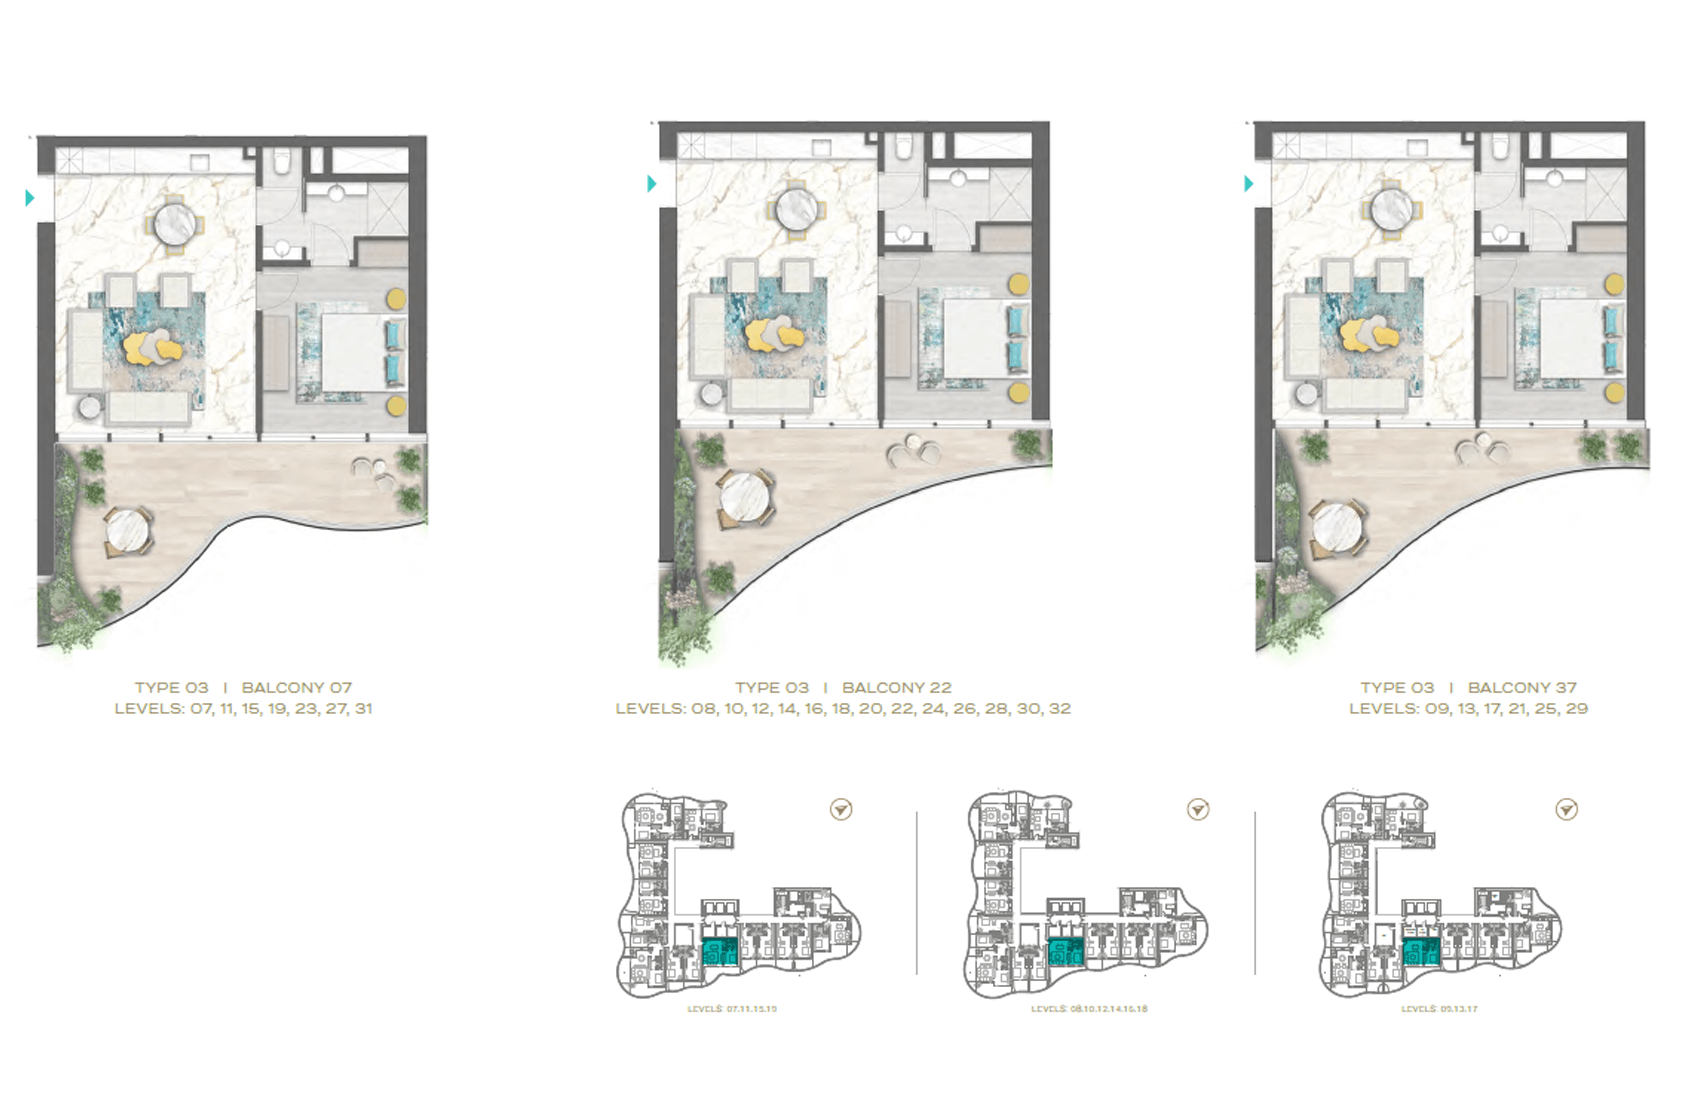 TYPE 03 | BALCONY 07
LEVELS: 07, 11, 15, 19, 23, 27, 31
TYPE 03 | BALCONY 22
LEVELS: 08, 10, 12, 14, 16, 18, 20, 22, 24, 26, 28, 30, 32
TYPE 03 | BALCONY 37
LEVELS: 09, 13, 17, 21, 25, 29
LEVELS: 07.11.15.19
LEVELS: 08.10.12.14.16.18
LEVELS: 09.13.17